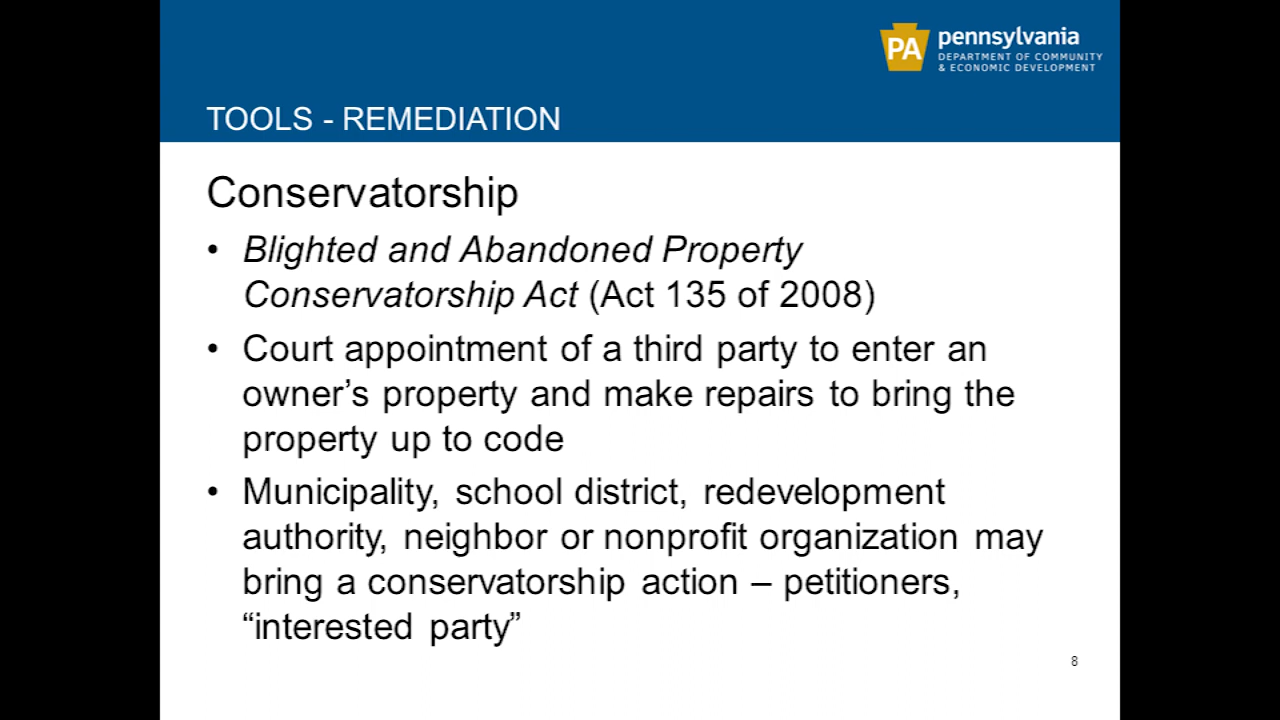 PA
pennsylvania
DEPARTMENT OF COMMUNITY
& ECONOMIC DEVELOPMENT
TOOLS - REMEDIATION
Conservatorship
• Blighted and Abandoned Property
Conservatorship Act (Act 135 of 2008)
• Court appointment of a third party to enter an
owner’s property and make repairs to bring the
property up to code
• Municipality, school district, redevelopment
authority, neighbor or nonprofit organization may
bring a conservatorship action – petitioners,
“interested party”
8